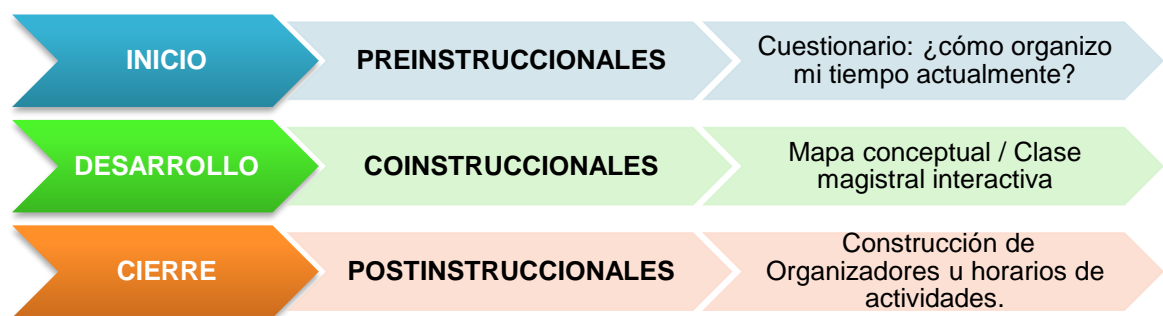 INICIO
PREINSTRUCCIONALES
Cuestionario: ¿cómo organizo
mi tiempo actualmente?
DESARROLLO
COINSTRUCCIONALES
Mapa conceptual / Clase
magistral interactiva
CIERRE
POSTINSTRUCCIONALES
Construcción de
Organizadores u horarios de
actividades.